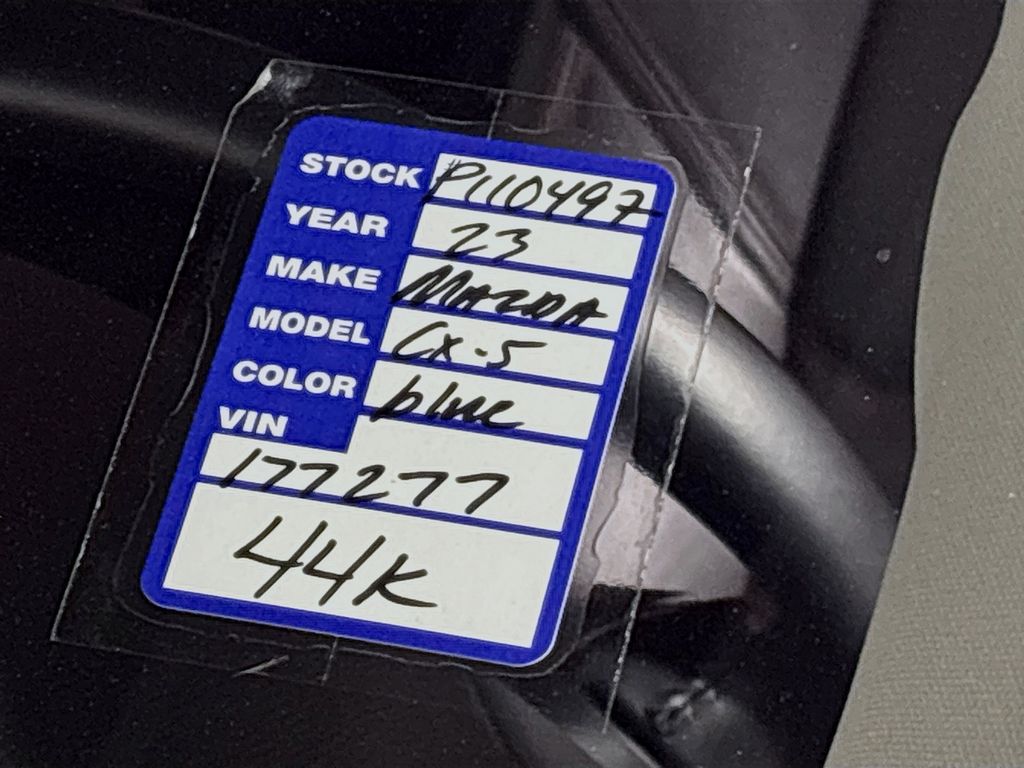 STOCK #P110497
YEAR 23
MAKE MAZDA
MODEL CX-5
COLOR blue
VIN
177277
44K